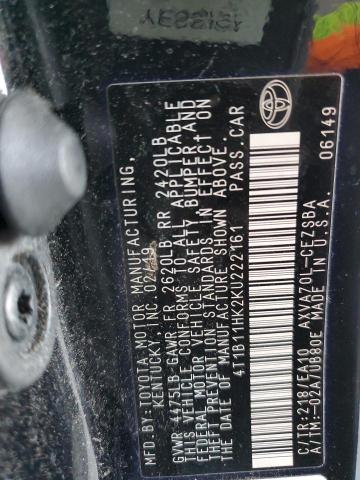 MFD.BY:TOYOTA MOTOR MANUFACTURING,
KENTUCKY, INC.
GVWR 4475LB GAWR FR 2620LB RR 2420LB
THIS VEHICLE CONFORMS TO ALL APPLICABLE
FEDERAL MOTOR VEHICLE SAFETY, BUMPER, AND
THEFT PREVENTION STANDARDS IN EFFECT ON
THE DATE OF MANUFACTURE SHOWN ABOVE.
4T1B11HK2KU222161 PASS.CAR
C/TR:218/EA10 AXVA70L-CEZSBA
A/TM:-02A/UB80E MADE IN U.S.A. 06149